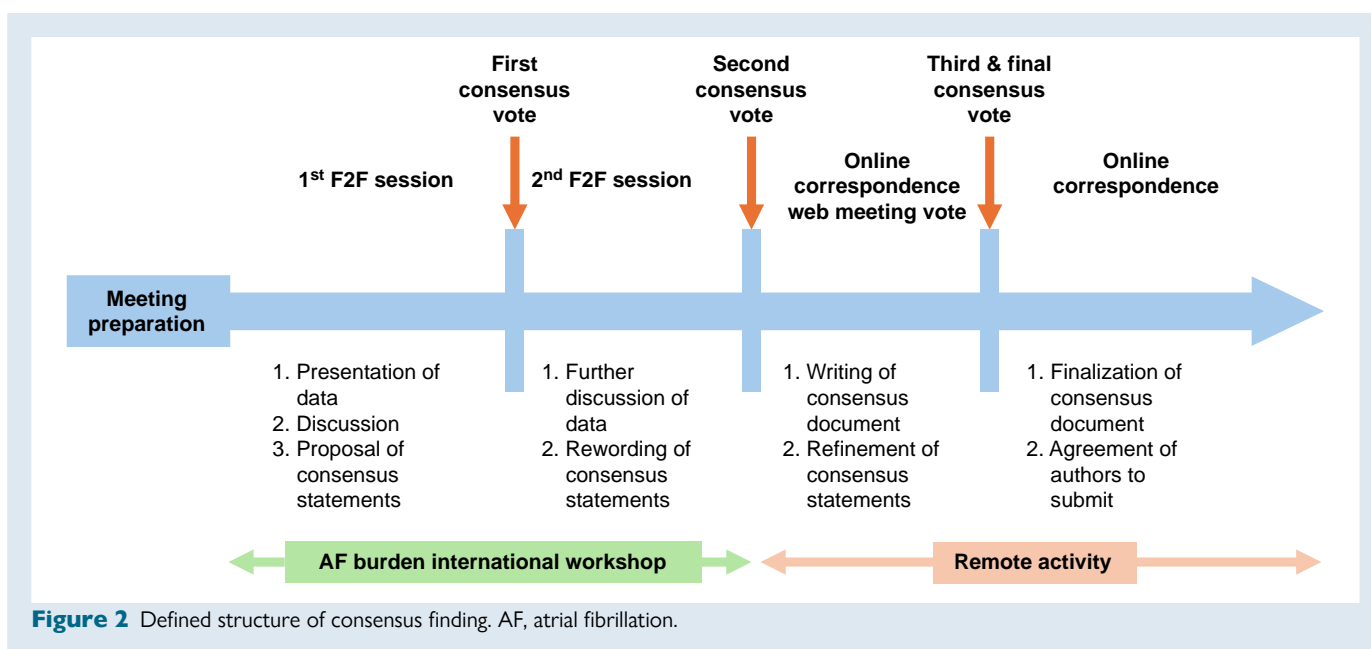 First
consensus
vote
Second
consensus
vote
Third & final
consensus
vote
1st F2F session
2nd F2F session
Online
correspondence
web meeting vote
Online
correspondence
Meeting
preparation
1. Presentation of
data
2. Discussion
3. Proposal of
consensus
statements
1. Further
discussion of
data
2. Rewording of
consensus
statements
1. Writing of
consensus
document
2. Refinement of
consensus
statements
1. Finalization of
consensus
document
2. Agreement of
authors to
submit
AF burden international workshop
Remote activity
Figure 2 Defined structure of consensus finding. AF, atrial fibrillation.